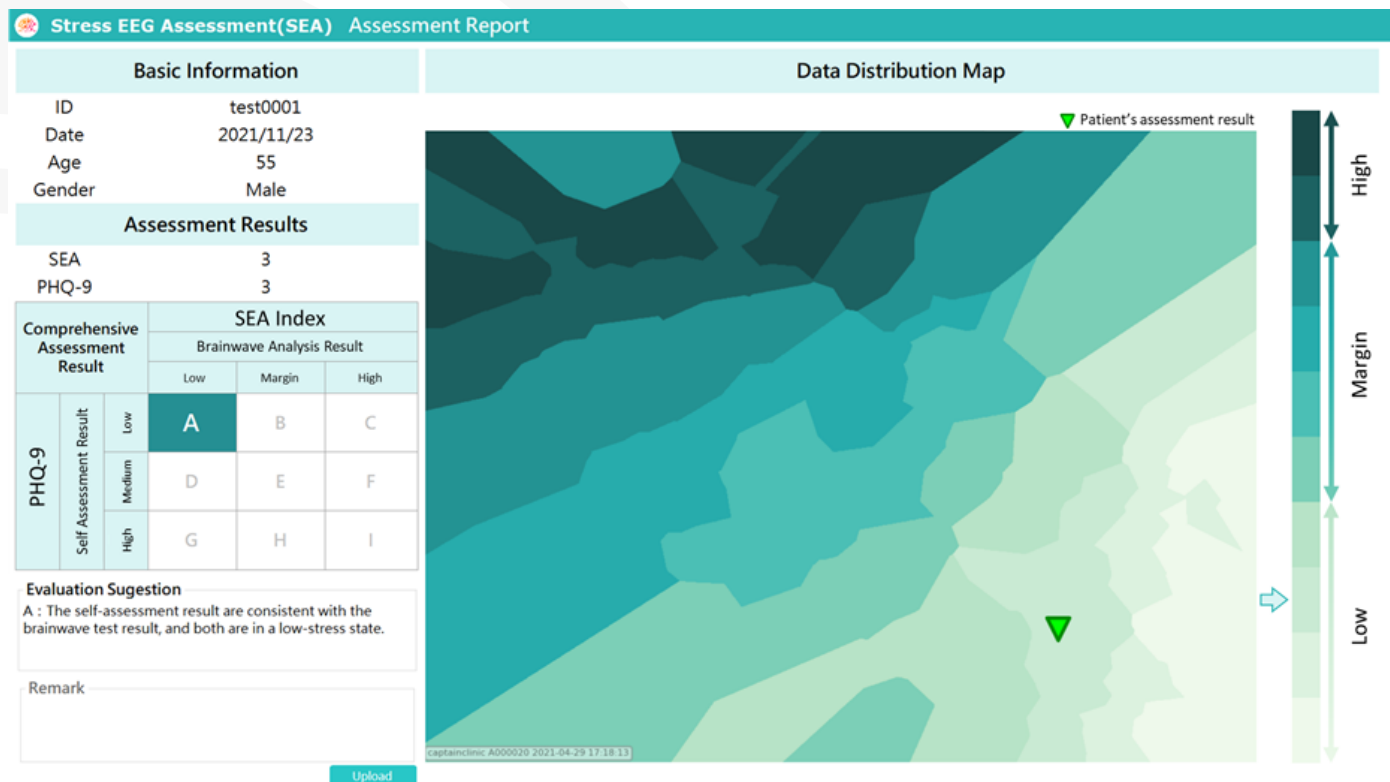 Stress EEG Assessment(SEA) Assessment Report
Basic Information
ID test0001
Date 2021/11/23
Age 55
Gender Male
Assessment Results
SEA 3
PHQ-9 3
Comprehensive
Assessment
Result
SEA Index
Brainwave Analysis Result
Low Margin High
PHQ-9
Self Assessment Result
Low A B C
Medium D E F
High G H I
Evaluation Sugestion
A : The self-assessment result are consistent with the
brainwave test result, and both are in a low-stress state.
Remark
Upload
Data Distribution Map
Patient's assessment result
High
Margin
Low
captainclinic A000020 2021-04-29 17:18:13